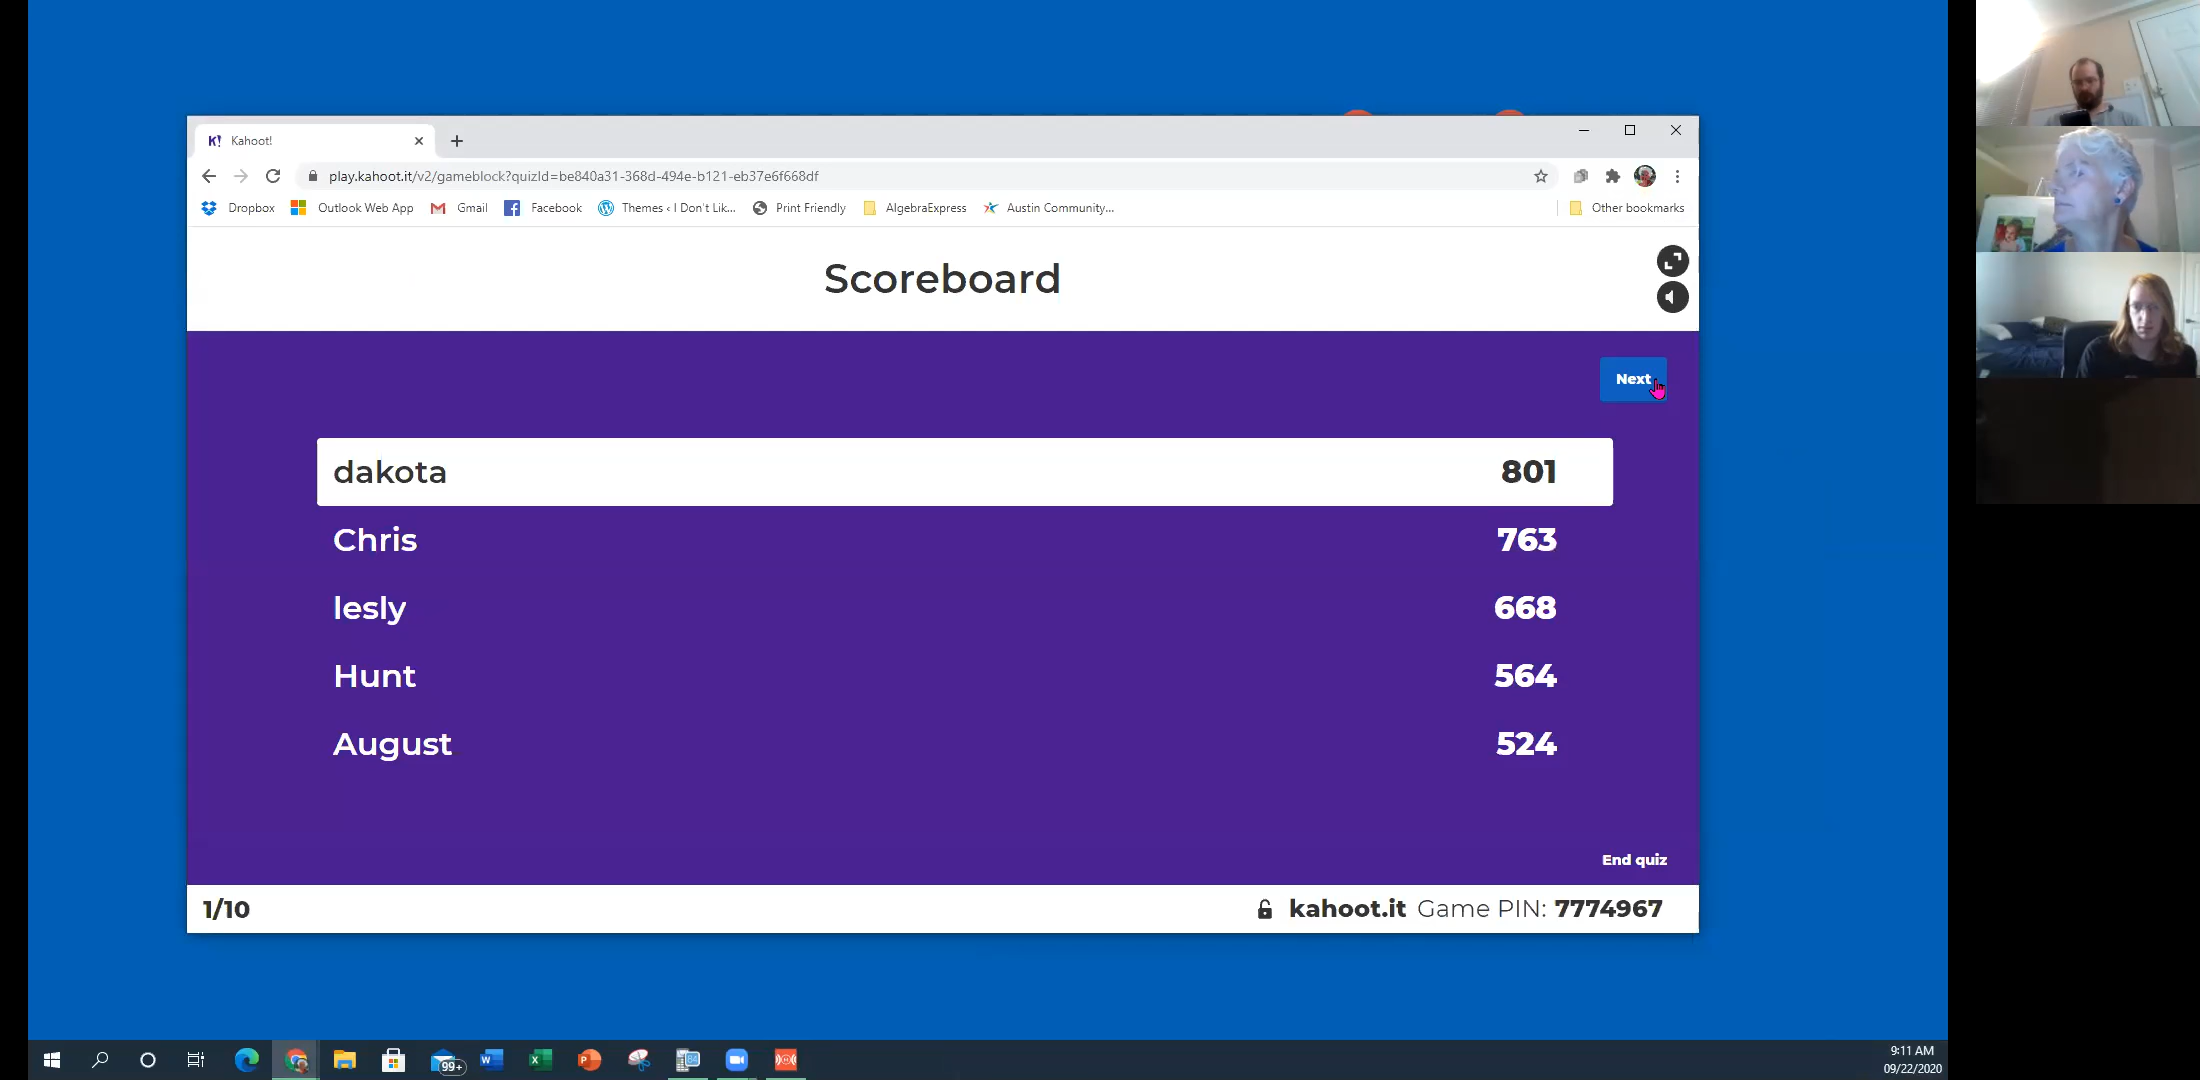 K! Kahoot!
play.kahoot.it/v2/gameblock?quizId=be840a31-368d-494e-b121-eb37e6f668df
Dropbox Outlook Web App Gmail Facebook Themes ‹ I Don't Lik... Print Friendly AlgebraExpress Austin Community... Other bookmarks
Scoreboard
Next
dakota 801
Chris 763
lesly 668
Hunt 564
August 524
End quiz
1/10 kahoot.it Game PIN: 7774967
99+
9:11 AM
09/22/2020